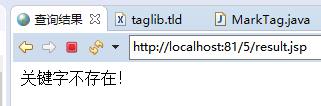 查询结果 taglib.tld MarkTag.java
http://localhost:81/5/result.jsp
关键字不存在!